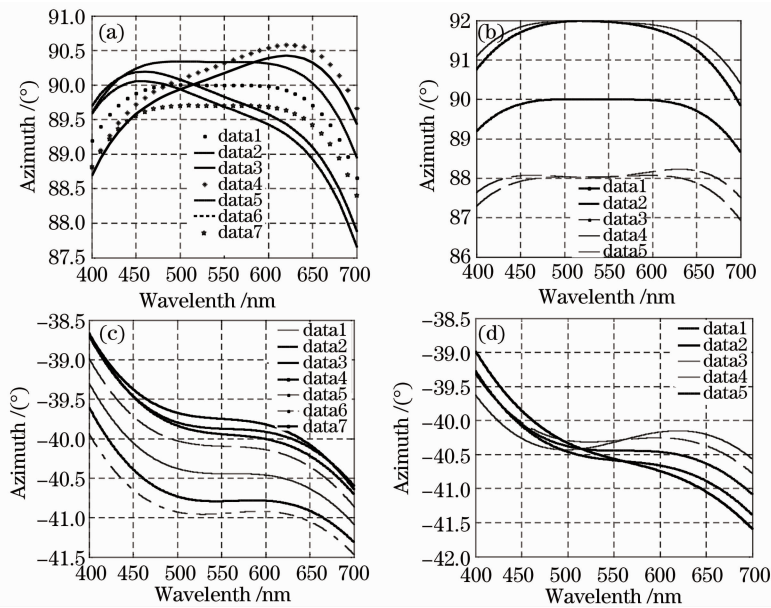 (a)
91.0
90.5
90.0
89.5
89.0
88.5
88.0
87.5
Azimuth /(°)
data1
data2
data3
data4
data5
data6
data7
400 450 500 550 600 650 700
Wavelenth /nm
(b)
92
91
90
89
88
87
86
Azimuth /(°)
data1
data2
data3
data4
data5
400 450 500 550 600 650 700
Wavelenth /nm
(c)
-38.5
-39.0
-39.5
-40.0
-40.5
-41.0
-41.5
Azimuth /(°)
data1
data2
data3
data4
data5
data6
data7
400 450 500 550 600 650 700
Wavelenth /nm
(d)
-38.5
-39.0
-39.5
-40.0
-40.5
-41.0
-41.5
-42.0
Azimuth /(°)
data1
data2
data3
data4
data5
400 450 500 550 600 650 700
Wavelenth /nm